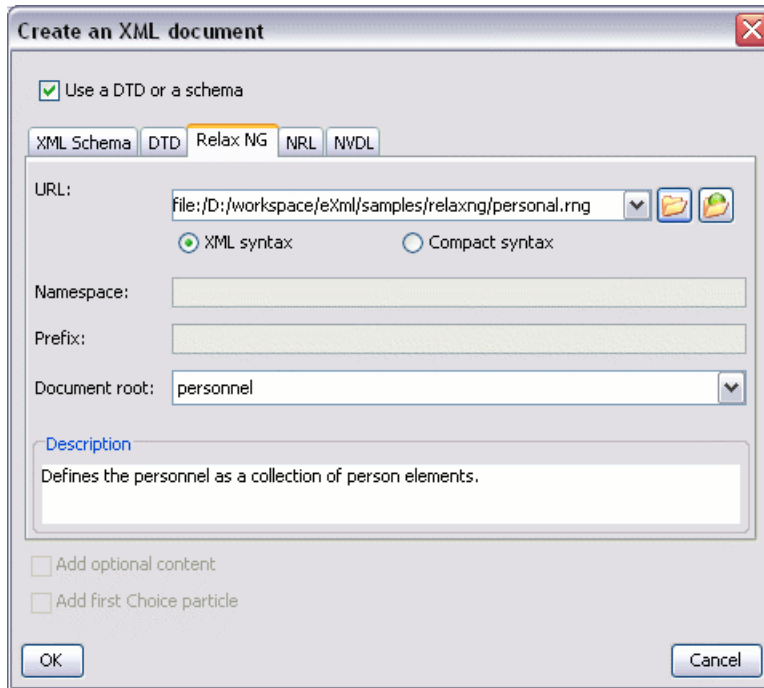 Create an XML document
Use a DTD or a schema
XML Schema DTD Relax NG NRL NVDL
URL: file:/D:/workspace/eXml/samples/relaxng/personal.rng
XML syntax Compact syntax
Namespace:
Prefix:
Document root: personnel
Description
Defines the personnel as a collection of person elements.
Add optional content
Add first Choice particle
OK Cancel